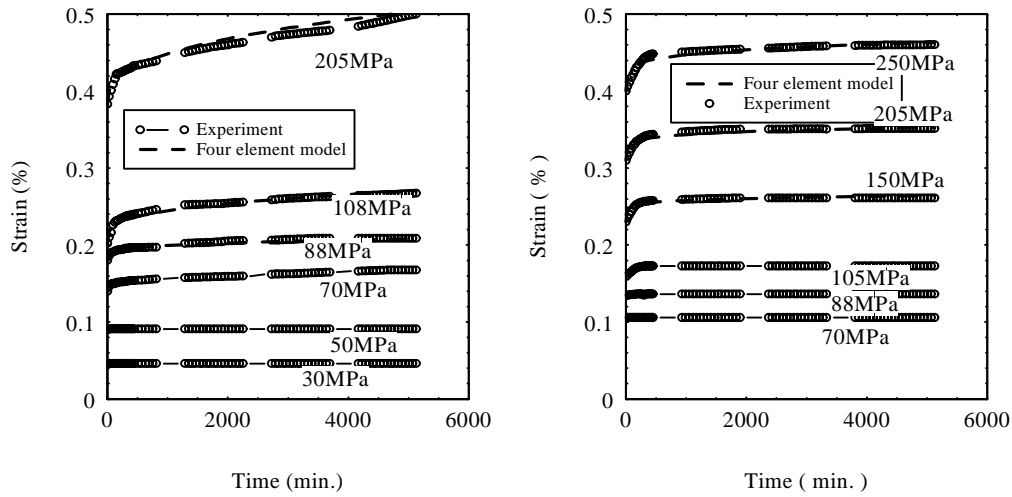 0.5
0.4
0.3
0.2
0.1
0
Strain (%)
205MPa
Experiment
Four element model
108MPa
88MPa
70MPa
50MPa
30MPa
0
2000
4000
6000
Time (min.)
0.5
0.4
0.3
0.2
0.1
0
Strain ( % )
250MPa
Four element model
Experiment
205MPa
150MPa
105MPa
88MPa
70MPa
0
2000
4000
6000
Time ( min. )